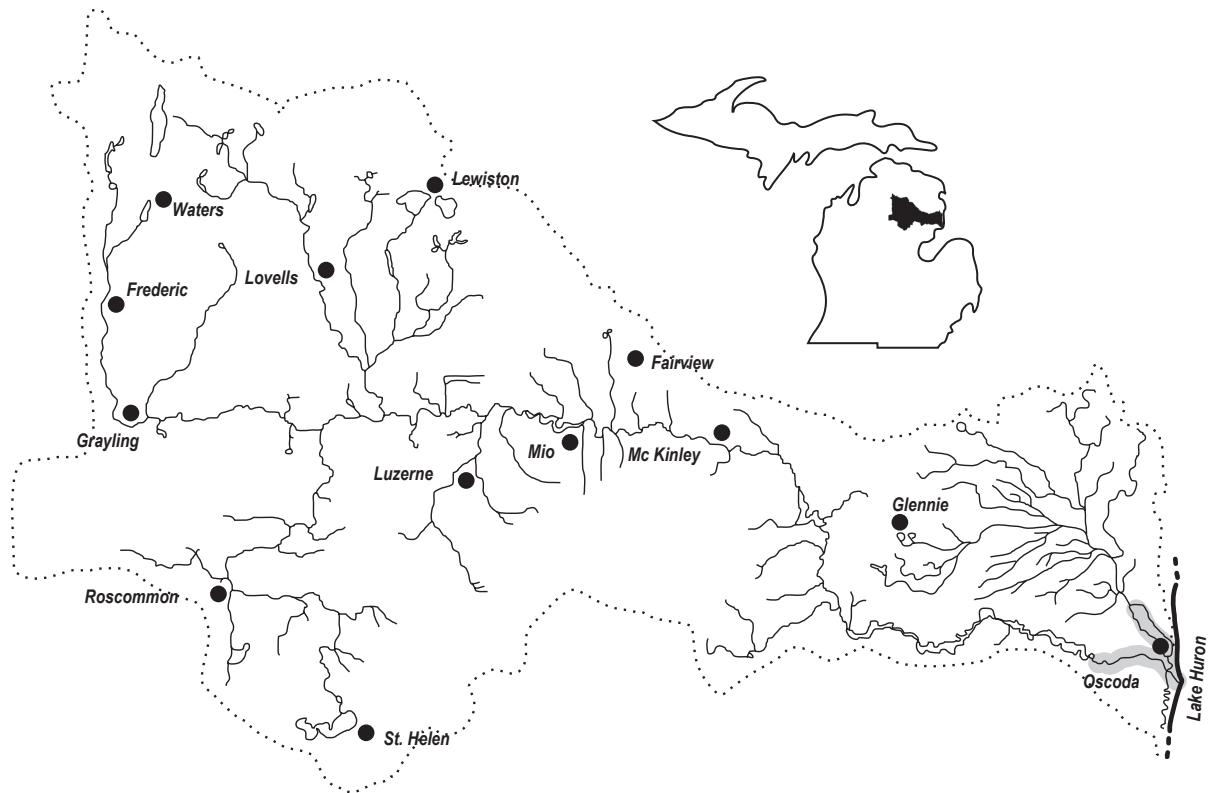 Lewiston
Waters
Lovells
Frederic
Fairview
Grayling
Mio
Mc Kinley
Luzerne
Glennie
Roscommon
Oscoda
Lake Huron
St. Helen